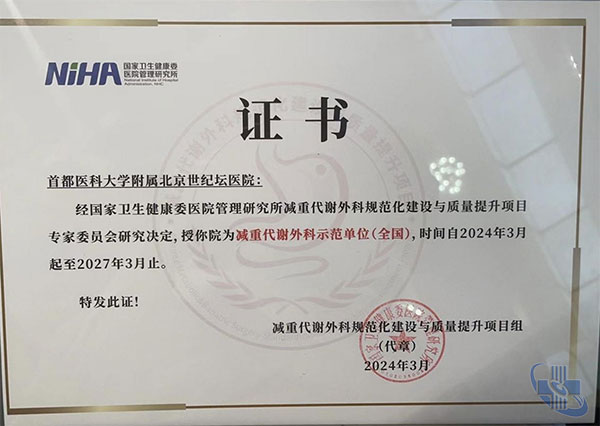 NIHA 国家卫生健康委
医院管理研究所
National Institute of Hospital
Administration, NHC
证书
首都医科大学附属北京世纪坛医院：
经国家卫生健康委医院管理研究所减重代谢外科规范化建设与质量提升项目
专家委员会研究决定，授你院为减重代谢外科示范单位(全国)，时间自2024年3月
起至2027年3月止。
特发此证！
减重代谢外科规范化建设与质量提升项目组
(代章)
2024年3月